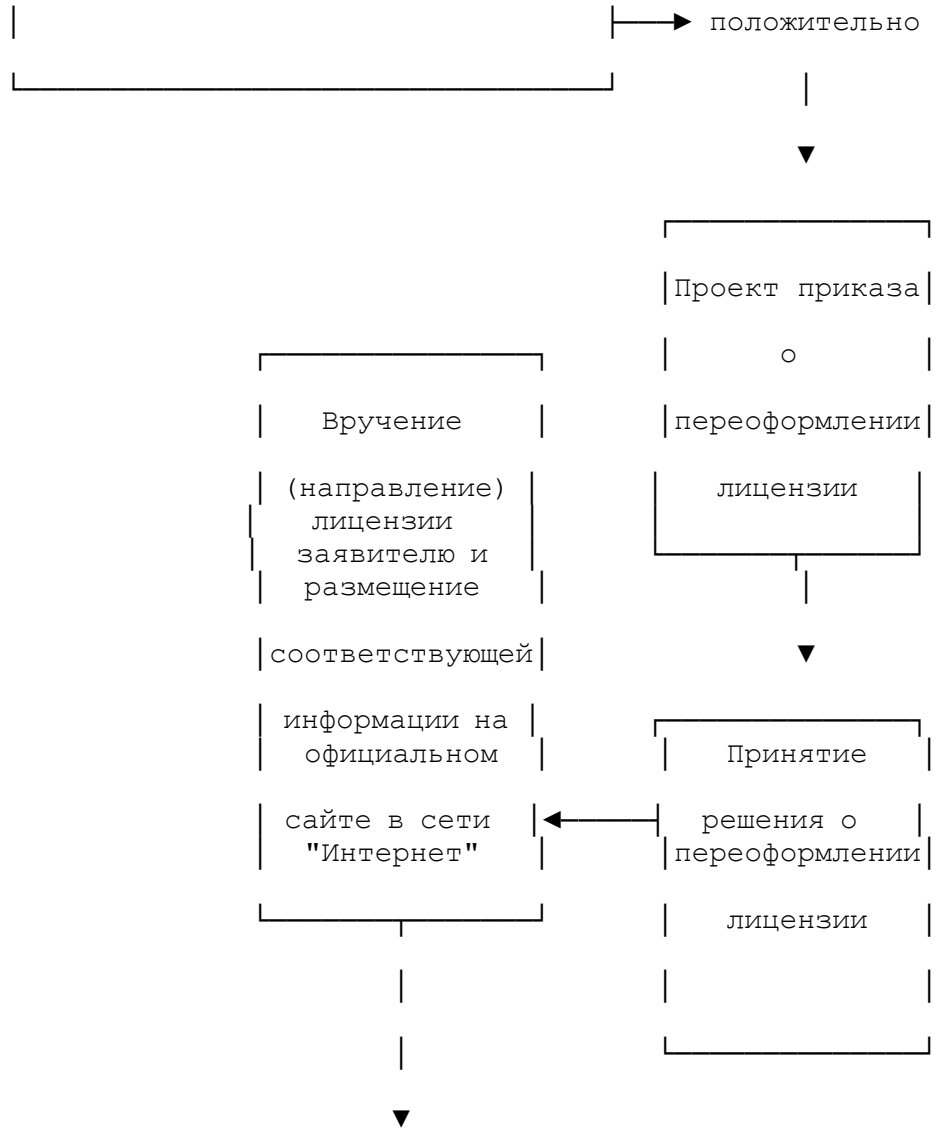 положительно
Проект приказа
о
переоформлении
лицензии
Вручение
(направление)
лицензии
заявителю и
размещение
соответствующей
информации на
официальном
сайте в сети
"Интернет"
Принятие
решения о
переоформлении
лицензии